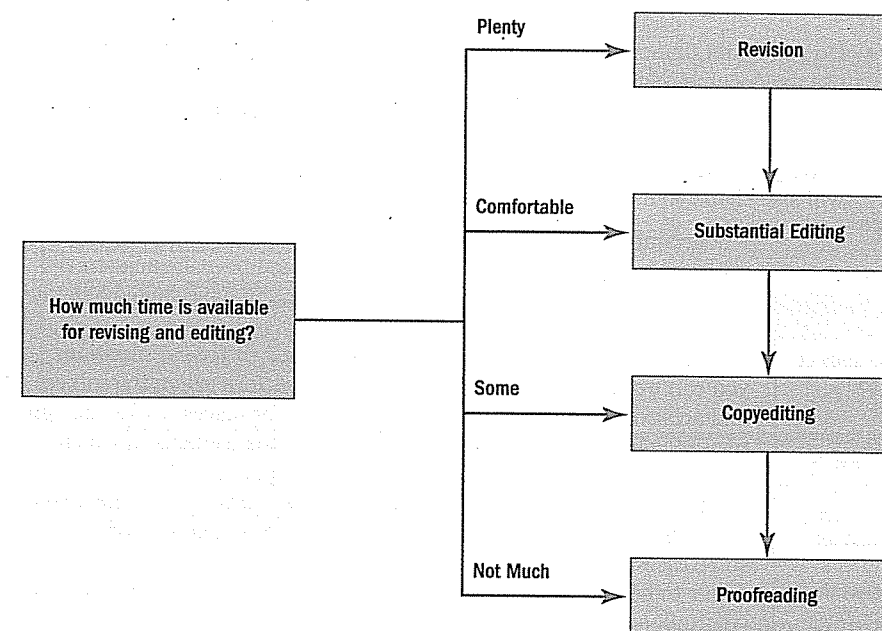 Plenty
Revision
Comfortable
Substantial Editing
How much time is available
for revising and editing?
Some
Copyediting
Not Much
Proofreading